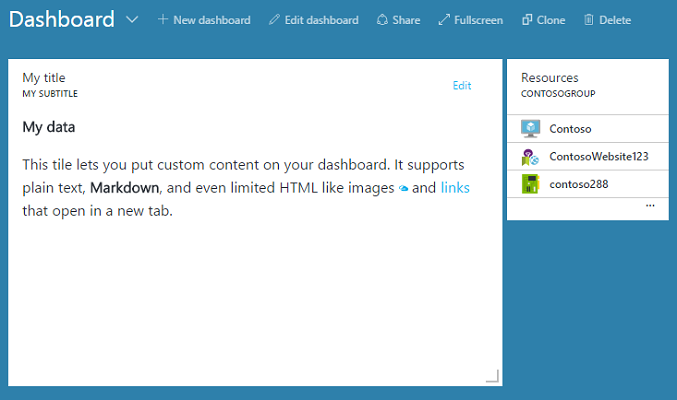 Dashboard
New dashboard
Edit dashboard
Share
Fullscreen
Clone
Delete
My title
MY SUBTITLE
Edit
My data
This tile lets you put custom content on your dashboard. It supports
plain text, Markdown, and even limited HTML like images and links
that open in a new tab.
Resources
CONTOSOGROUP
Contoso
ContosoWebsite123
contoso288
...